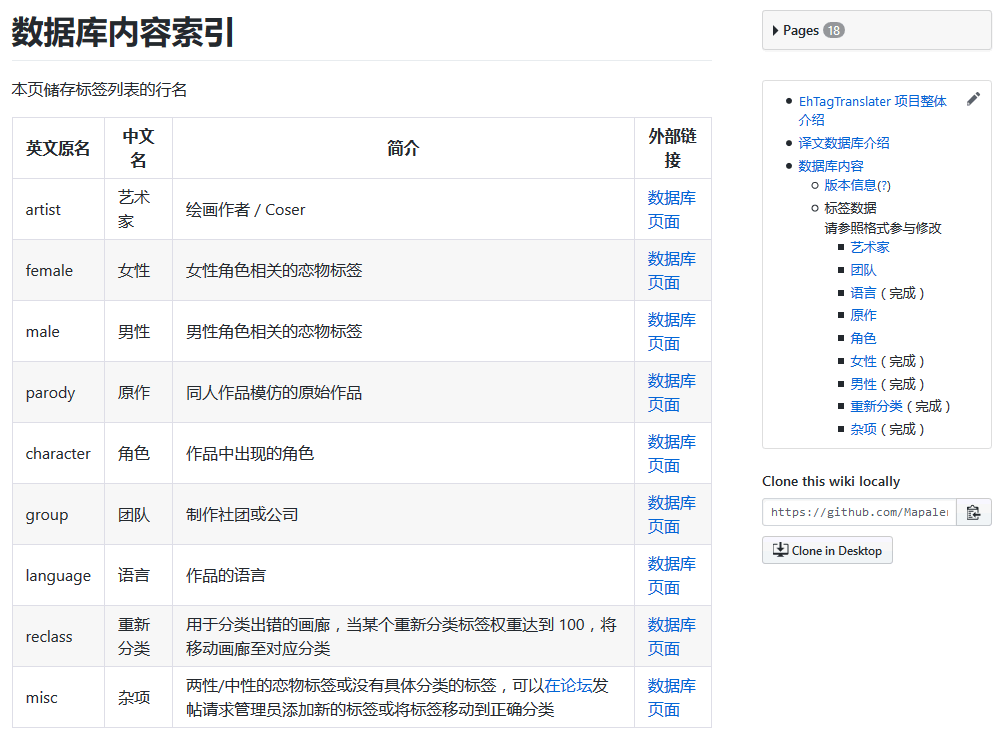 数据库内容索引
本页储存标签列表的行名
英文原名
中文
名
简介
外部链
接
artist
艺术
家
绘画作者 / Coser
数据库
页面
female
女性
女性角色相关的恋物标签
数据库
页面
male
男性
男性角色相关的恋物标签
数据库
页面
parody
原作
同人作品模仿的原始作品
数据库
页面
character
角色
作品中出现的角色
数据库
页面
group
团队
制作社团或公司
数据库
页面
language
语言
作品的语言
数据库
页面
reclass
重新
分类
用于分类出错的画廊，当某个重新分类标签权重达到 100，将
移动画廊至对应分类
数据库
页面
misc
杂项
两性/中性的恋物标签或没有具体分类的标签，可以在论坛发
帖请求管理员添加新的标签或将标签移动到正确分类
数据库
页面
Pages 18
EhTagTranslater 项目整体
介绍
译文数据库介绍
数据库内容
版本信息(?)
标签数据
请参照格式参与修改
艺术家
团队
语言（完成）
原作
角色
女性（完成）
男性（完成）
重新分类（完成）
杂项（完成）
Clone this wiki locally
https://github.com/Mapaler
Clone in Desktop